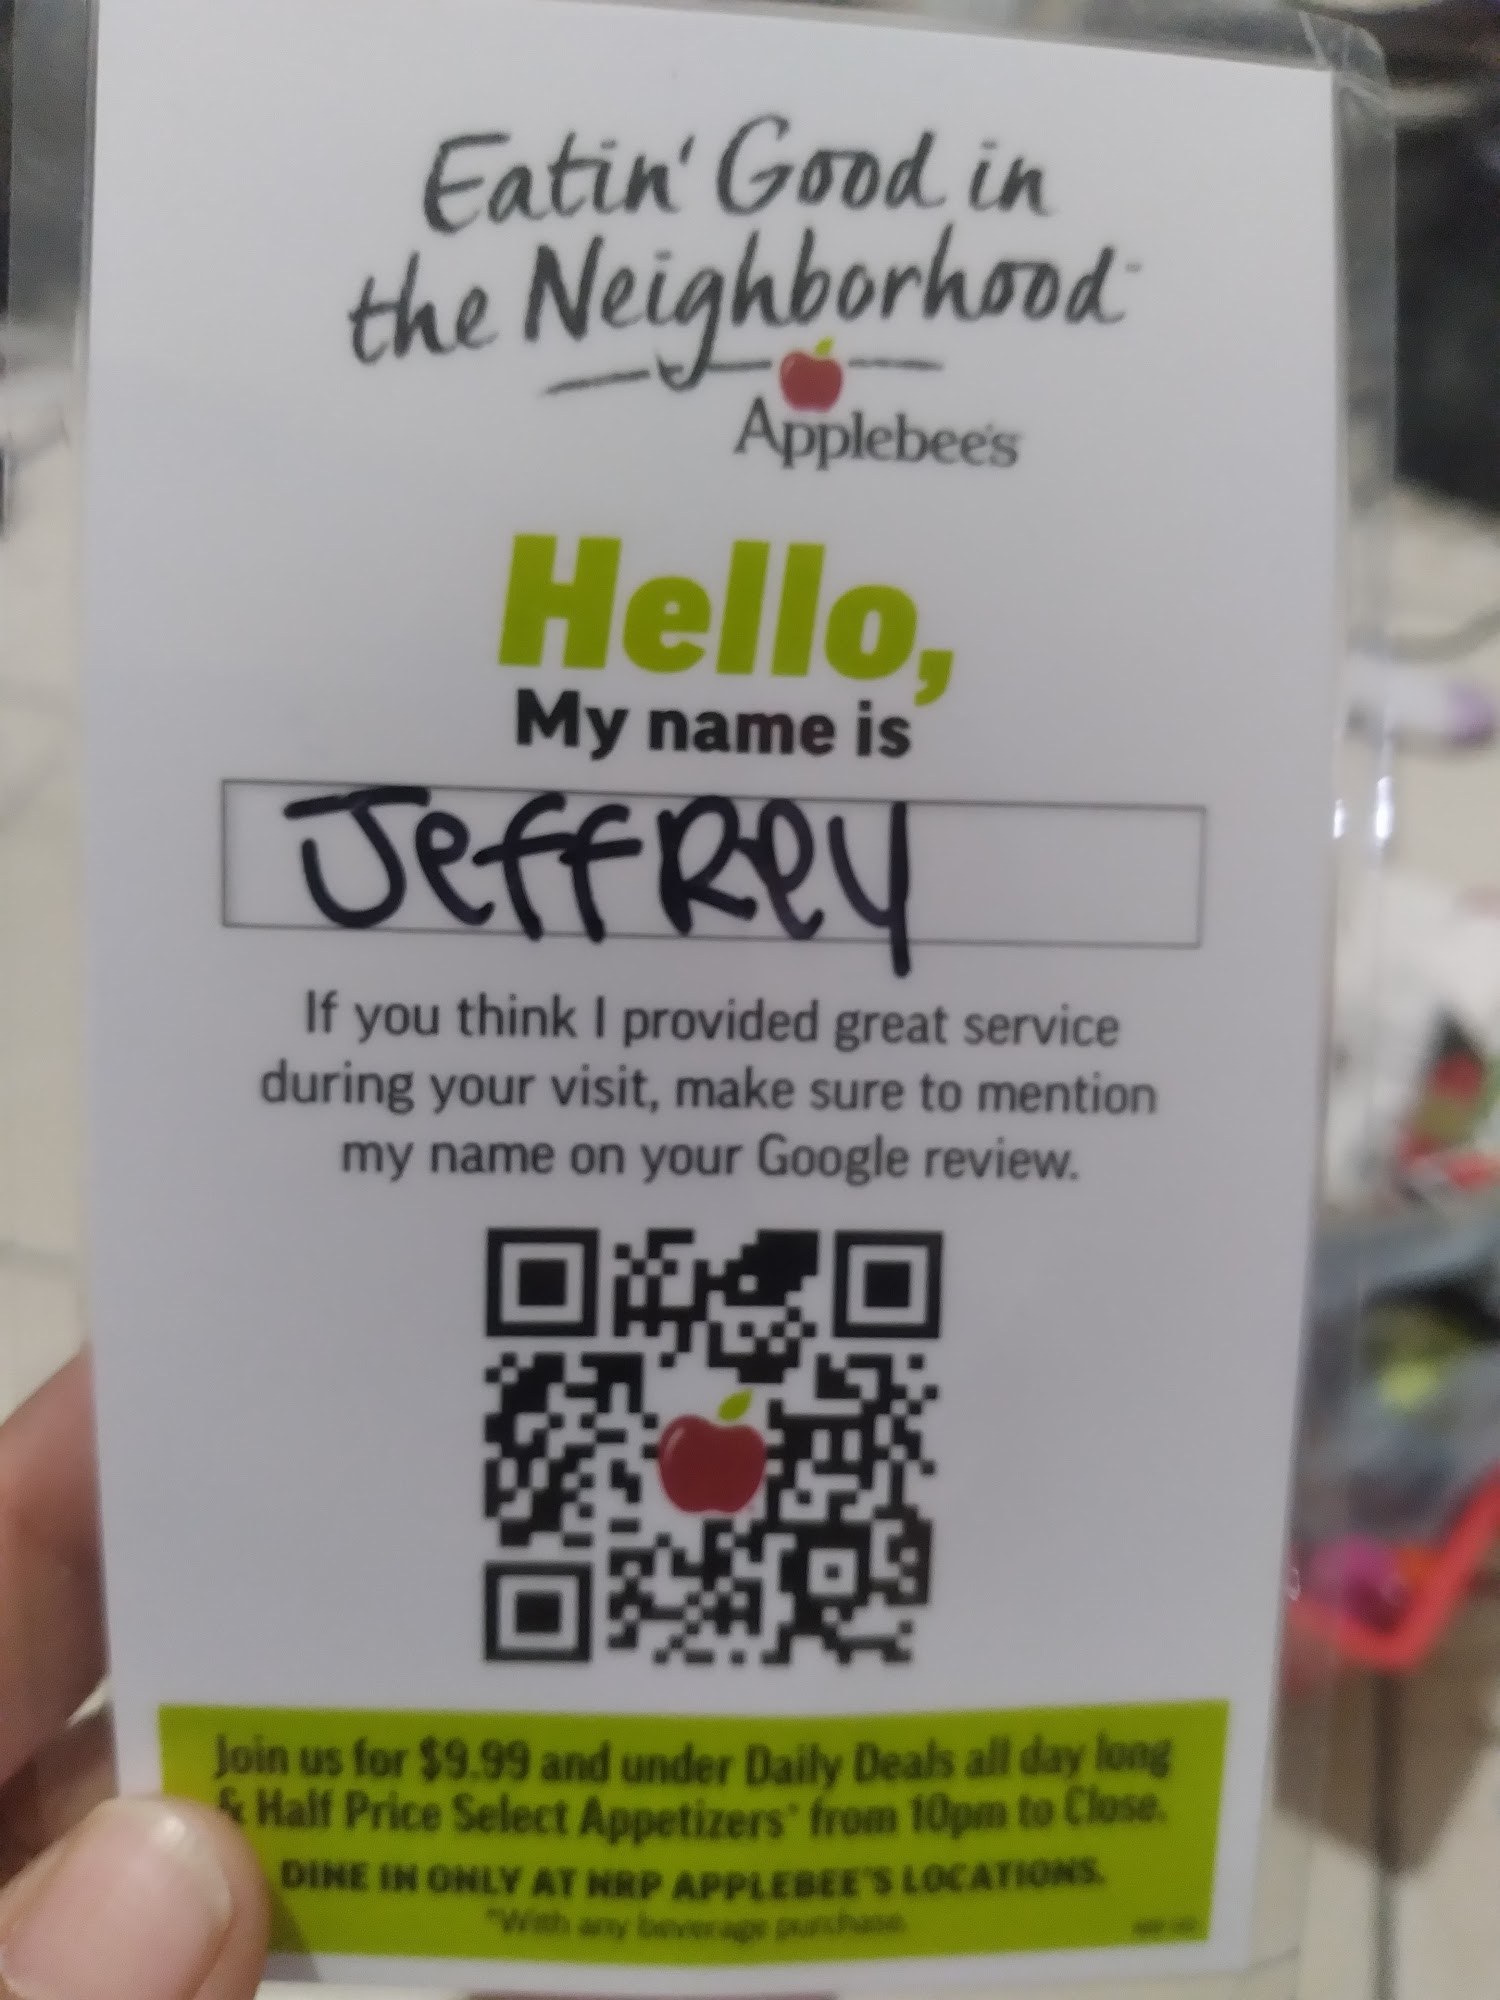 Eatin' Good in
the Neighborhood™
Applebee's
Hello,
My name is
JeffRey
If you think I provided great service
during your visit, make sure to mention
my name on your Google review.
Join us for $9.99 and under Daily Deals all day long
& Half Price Select Appetizers* from 10pm to Close.
DINE IN ONLY AT NRP APPLEBEE'S LOCATIONS.
*With any beverage purchase.